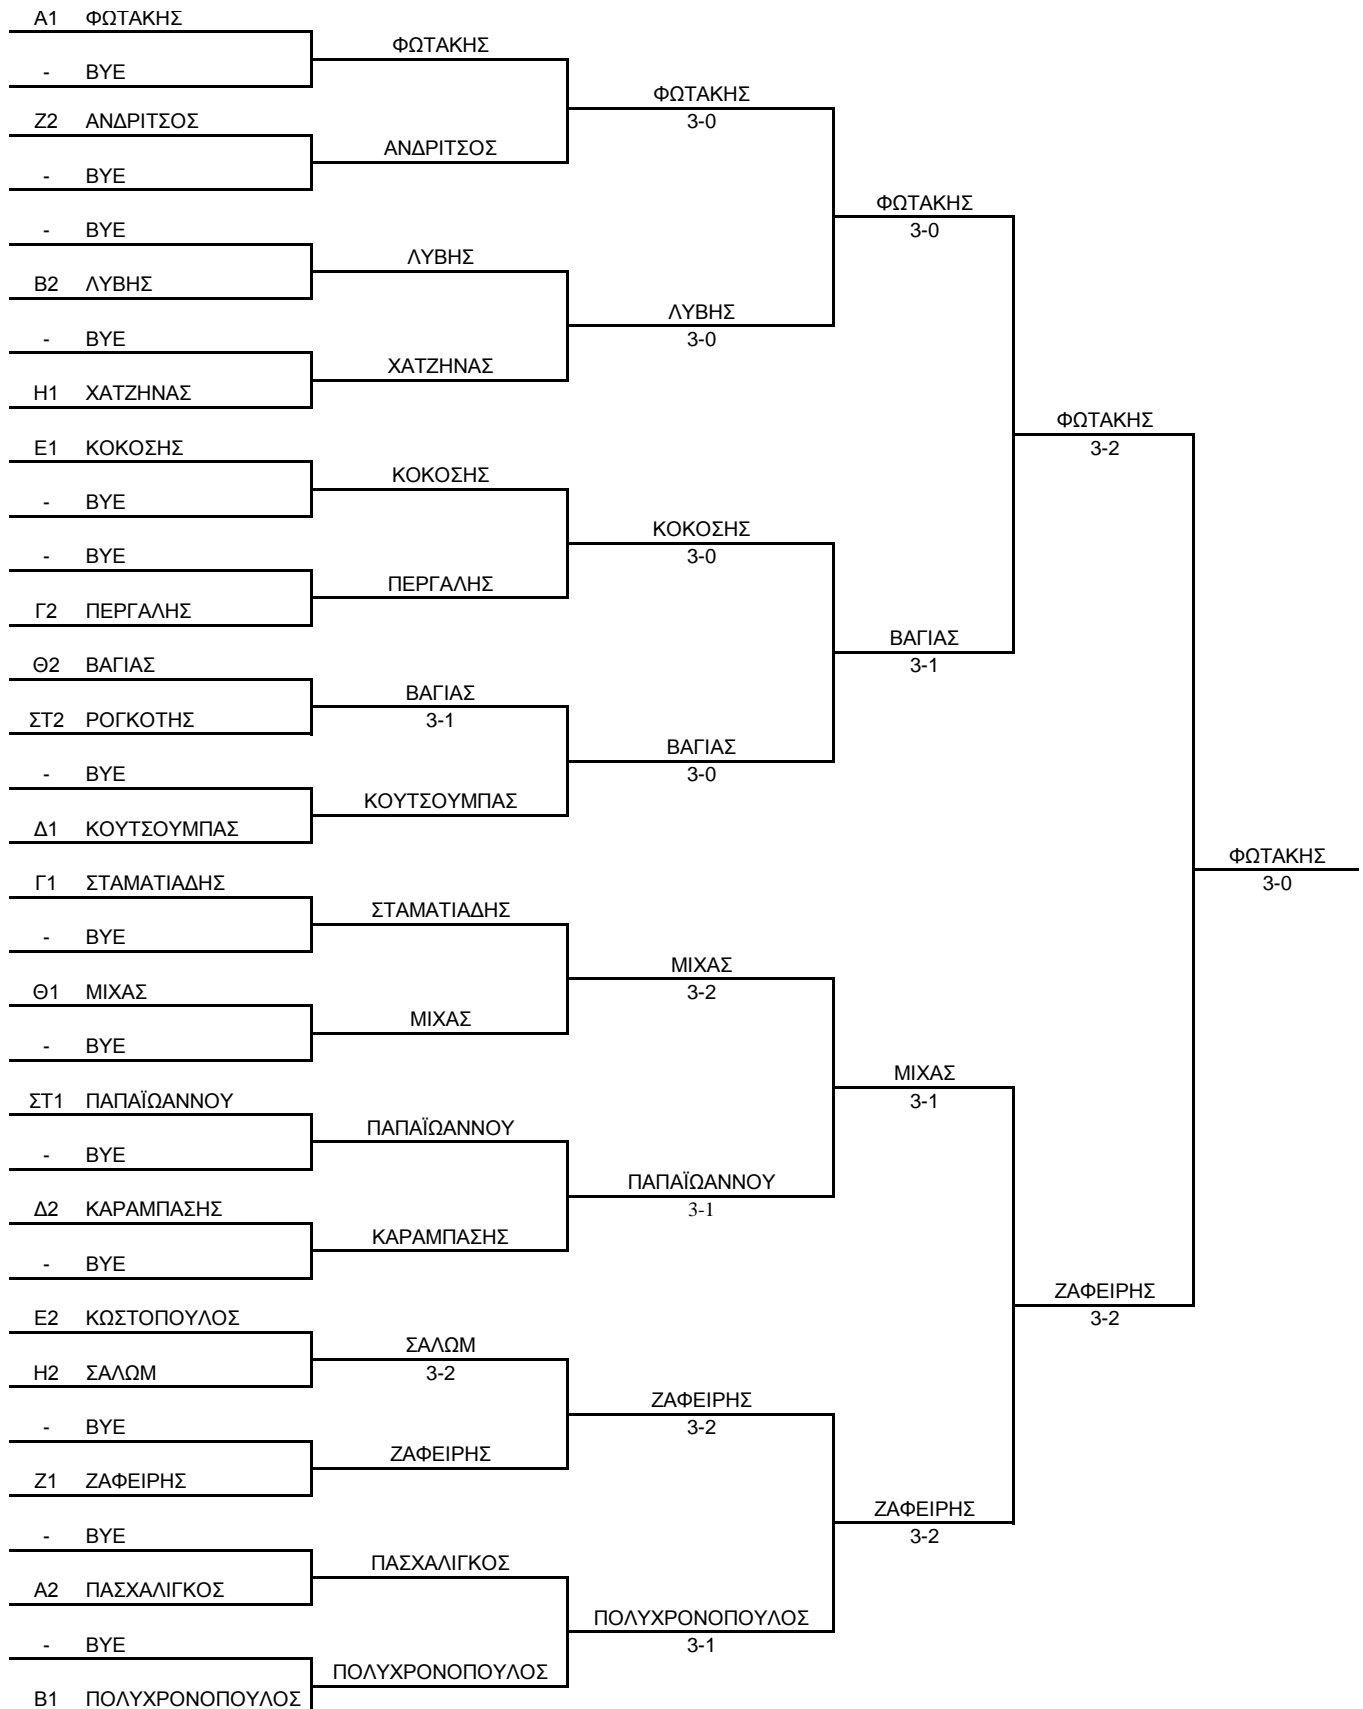 Α1 ΦΩΤΑΚΗΣ
ΦΩΤΑΚΗΣ
- BYE
ΦΩΤΑΚΗΣ
3-0
Ζ2 ΑΝΔΡΙΤΣΟΣ
ΑΝΔΡΙΤΣΟΣ
- BYE
ΦΩΤΑΚΗΣ
3-0
- BYE
ΛΥΒΗΣ
Β2 ΛΥΒΗΣ
ΛΥΒΗΣ
3-0
- BYE
ΧΑΤΖΗΝΑΣ
Η1 ΧΑΤΖΗΝΑΣ
ΦΩΤΑΚΗΣ
3-2
Ε1 ΚΟΚΟΣΗΣ
ΚΟΚΟΣΗΣ
- BYE
ΚΟΚΟΣΗΣ
3-0
- BYE
ΠΕΡΓΑΛΗΣ
Γ2 ΠΕΡΓΑΛΗΣ
ΒΑΓΙΑΣ
3-1
Θ2 ΒΑΓΙΑΣ
ΒΑΓΙΑΣ
3-1
ΣΤ2 ΡΟΓΚΟΤΗΣ
ΒΑΓΙΑΣ
3-0
- BYE
ΚΟΥΤΣΟΥΜΠΑΣ
Δ1 ΚΟΥΤΣΟΥΜΠΑΣ
ΦΩΤΑΚΗΣ
3-0
Γ1 ΣΤΑΜΑΤΙΑΔΗΣ
ΣΤΑΜΑΤΙΑΔΗΣ
- BYE
ΜΙΧΑΣ
3-2
Θ1 ΜΙΧΑΣ
ΜΙΧΑΣ
- BYE
ΜΙΧΑΣ
3-1
ΣΤ1 ΠΑΠΑΪΩΑΝΝΟΥ
ΠΑΠΑΪΩΑΝΝΟΥ
- BYE
ΠΑΠΑΪΩΑΝΝΟΥ
3-1
Δ2 ΚΑΡΑΜΠΑΣΗΣ
ΚΑΡΑΜΠΑΣΗΣ
- BYE
ΖΑΦΕΙΡΗΣ
3-2
Ε2 ΚΩΣΤΟΠΟΥΛΟΣ
ΣΑΛΩΜ
3-2
Η2 ΣΑΛΩΜ
ΖΑΦΕΙΡΗΣ
3-2
- BYE
ΖΑΦΕΙΡΗΣ
Ζ1 ΖΑΦΕΙΡΗΣ
ΖΑΦΕΙΡΗΣ
3-2
- BYE
ΠΑΣΧΑΛΙΓΚΟΣ
Α2 ΠΑΣΧΑΛΙΓΚΟΣ
ΠΟΛΥΧΡΟΝΟΠΟΥΛΟΣ
3-1
- BYE
ΠΟΛΥΧΡΟΝΟΠΟΥΛΟΣ
Β1 ΠΟΛΥΧΡΟΝΟΠΟΥΛΟΣ